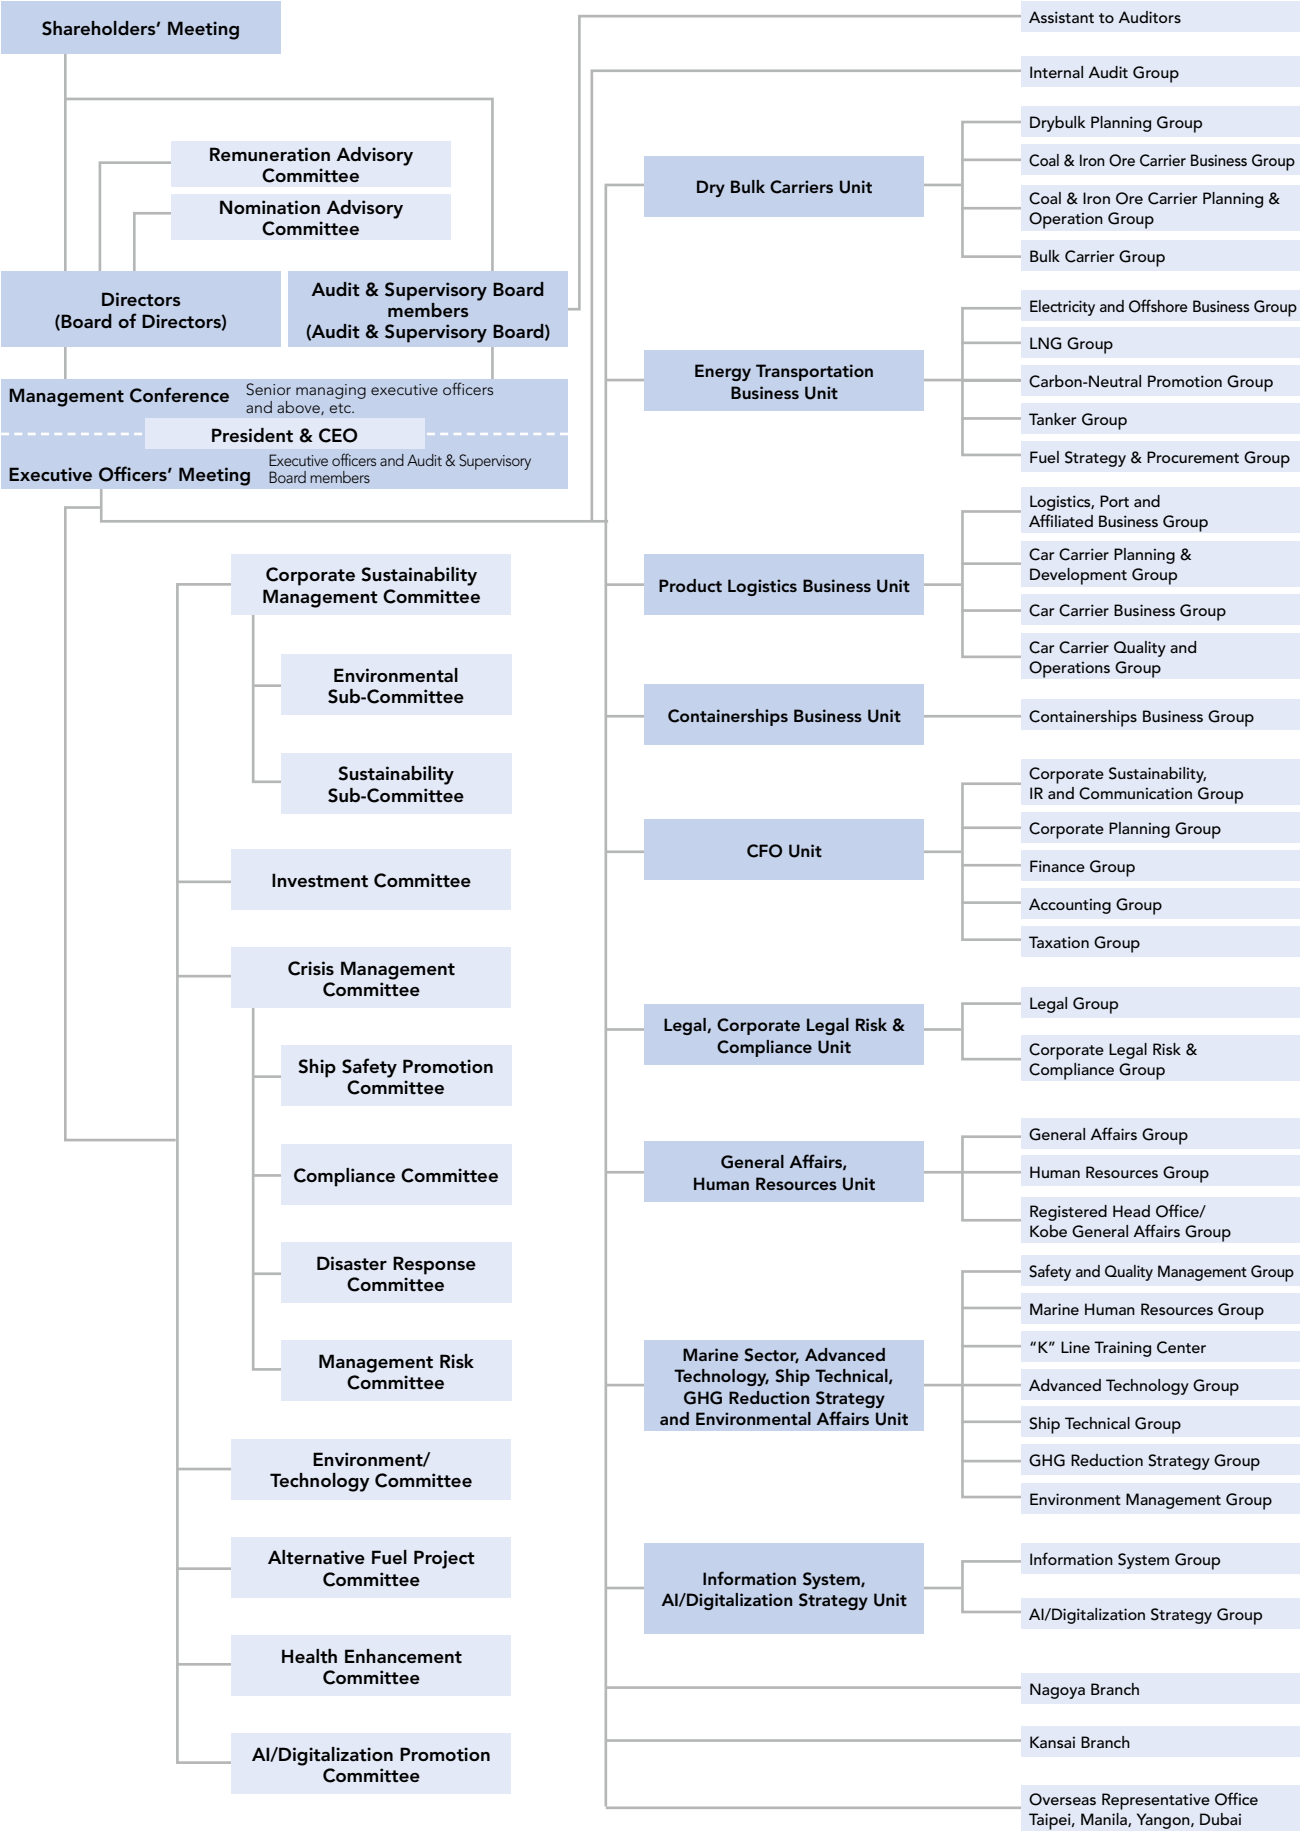 Shareholders’ Meeting
Remuneration Advisory
Committee
Nomination Advisory
Committee
Directors
(Board of Directors)
Audit & Supervisory Board
members
(Audit & Supervisory Board)
Management Conference
Senior managing executive officers
and above, etc.
President & CEO
Executive Officers’ Meeting
Executive officers and Audit & Supervisory
Board members
Corporate Sustainability
Management Committee
Environmental
Sub-Committee
Sustainability
Sub-Committee
Investment Committee
Crisis Management
Committee
Ship Safety Promotion
Committee
Compliance Committee
Disaster Response
Committee
Management Risk
Committee
Environment/
Technology Committee
Alternative Fuel Project
Committee
Health Enhancement
Committee
AI/Digitalization Promotion
Committee
Assistant to Auditors
Internal Audit Group
Dry Bulk Carriers Unit
Drybulk Planning Group
Coal & Iron Ore Carrier Business Group
Coal & Iron Ore Carrier Planning &
Operation Group
Bulk Carrier Group
Energy Transportation
Business Unit
Electricity and Offshore Business Group
LNG Group
Carbon-Neutral Promotion Group
Tanker Group
Fuel Strategy & Procurement Group
Product Logistics Business Unit
Logistics, Port and
Affiliated Business Group
Car Carrier Planning &
Development Group
Car Carrier Business Group
Car Carrier Quality and
Operations Group
Containerships Business Unit
Containerships Business Group
CFO Unit
Corporate Sustainability,
IR and Communication Group
Corporate Planning Group
Finance Group
Accounting Group
Taxation Group
Legal, Corporate Legal Risk &
Compliance Unit
Legal Group
Corporate Legal Risk &
Compliance Group
General Affairs,
Human Resources Unit
General Affairs Group
Human Resources Group
Registered Head Office/
Kobe General Affairs Group
Marine Sector, Advanced
Technology, Ship Technical,
GHG Reduction Strategy
and Environmental Affairs Unit
Safety and Quality Management Group
Marine Human Resources Group
“K” Line Training Center
Advanced Technology Group
Ship Technical Group
GHG Reduction Strategy Group
Environment Management Group
Information System,
AI/Digitalization Strategy Unit
Information System Group
AI/Digitalization Strategy Group
Nagoya Branch
Kansai Branch
Overseas Representative Office
Taipei, Manila, Yangon, Dubai